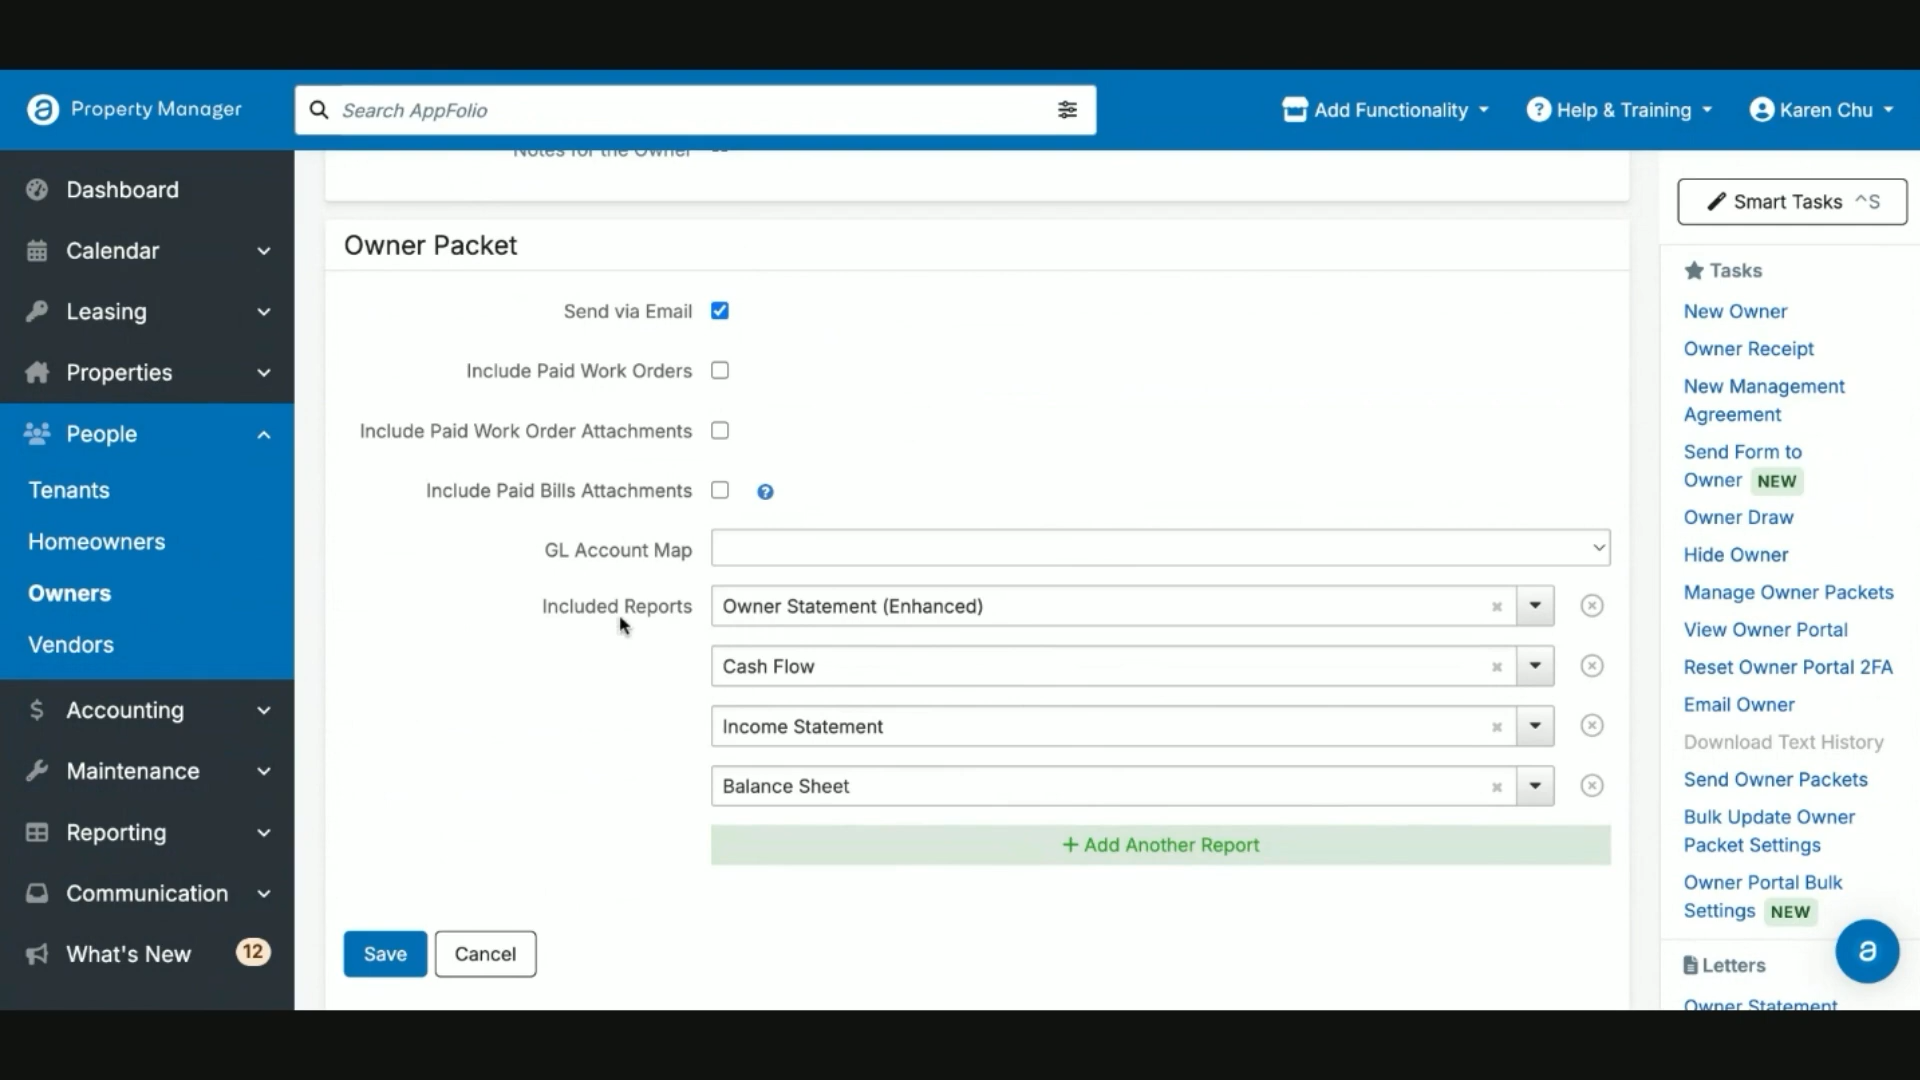 Property Manager
Search AppFolio
Add Functionality
Help & Training
Karen Chu
Dashboard
Calendar
Leasing
Properties
People
Tenants
Homeowners
Owners
Vendors
Accounting
Maintenance
Reporting
Communication
What's New 12
Notes for the Owner
Owner Packet
Send via Email
Include Paid Work Orders
Include Paid Work Order Attachments
Include Paid Bills Attachments ?
GL Account Map
Included Reports Owner Statement (Enhanced)
Cash Flow
Income Statement
Balance Sheet
+ Add Another Report
Save Cancel
Smart Tasks ^S
Tasks
New Owner
Owner Receipt
New Management
Agreement
Send Form to
Owner NEW
Owner Draw
Hide Owner
Manage Owner Packets
View Owner Portal
Reset Owner Portal 2FA
Email Owner
Download Text History
Send Owner Packets
Bulk Update Owner
Packet Settings
Owner Portal Bulk
Settings NEW
Letters
Owner Statement